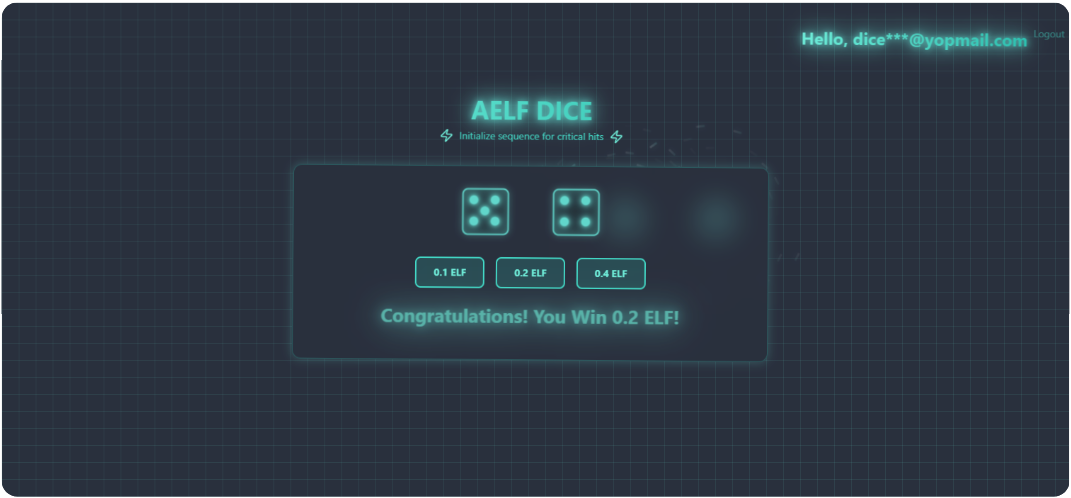 Hello, dice***@yopmail.com Logout
AELF DICE
Initialize sequence for critical hits
0.1 ELF 0.2 ELF 0.4 ELF
Congratulations! You Win 0.2 ELF!